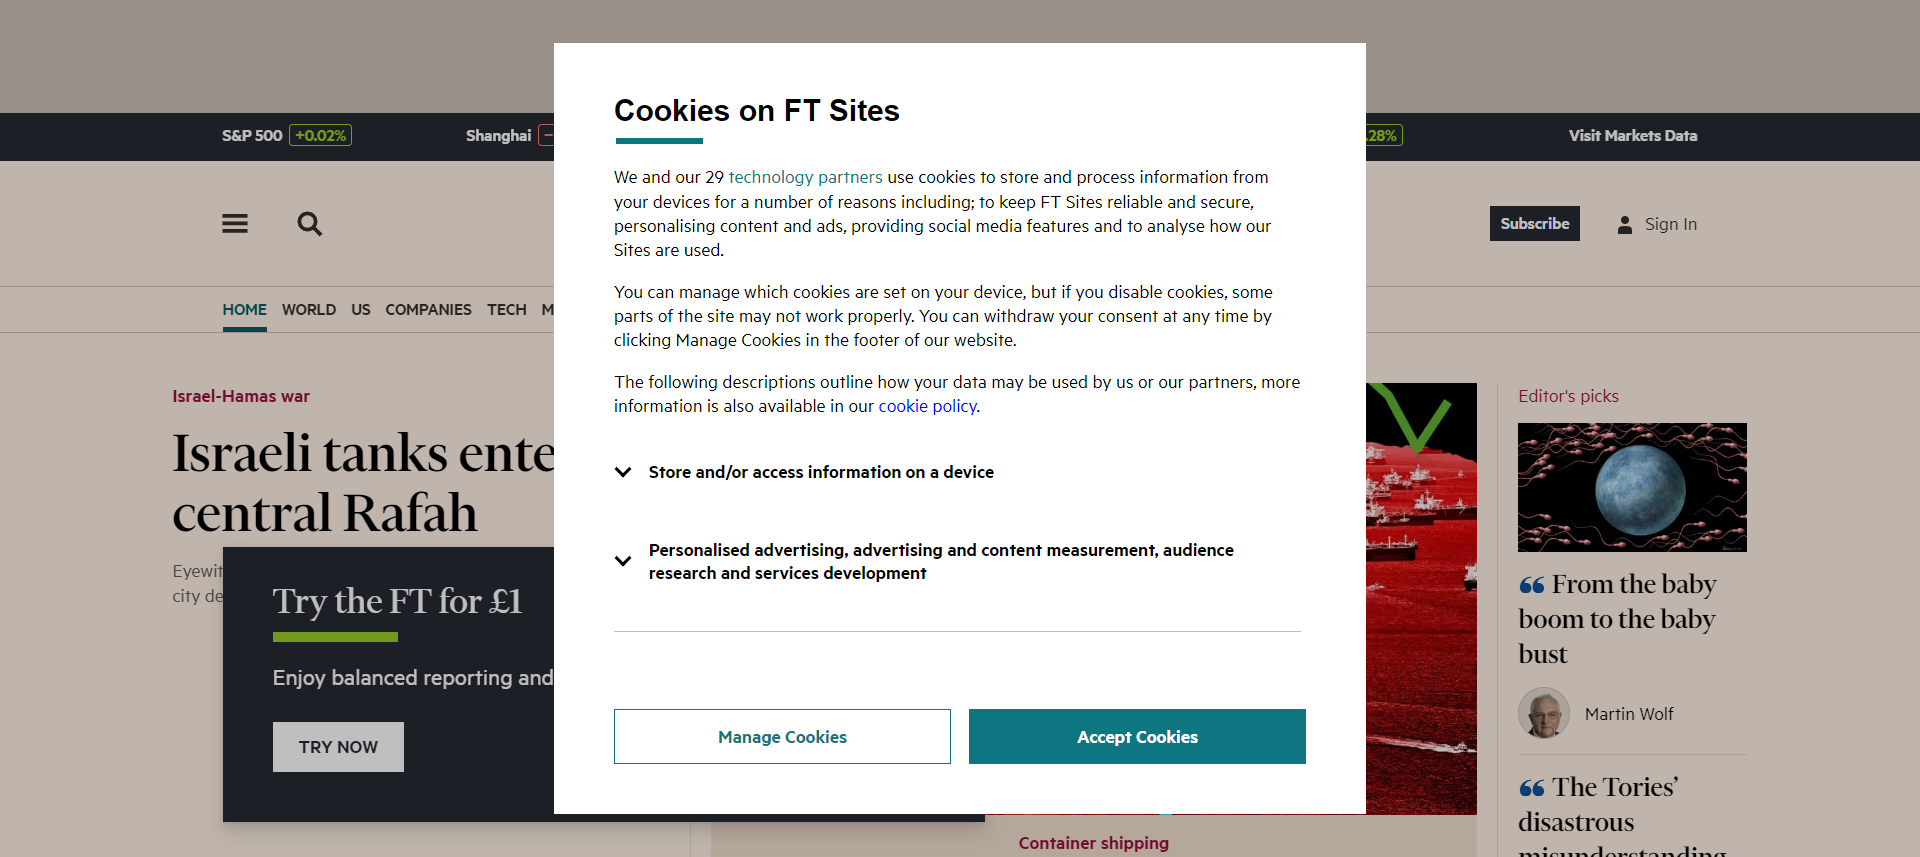 S&P 500 +0.02%
Shanghai
.28%
Visit Markets Data
Subscribe
Sign In
HOME WORLD US COMPANIES TECH M
Cookies on FT Sites
We and our 29 technology partners use cookies to store and process information from
your devices for a number of reasons including; to keep FT Sites reliable and secure,
personalising content and ads, providing social media features and to analyse how our
Sites are used.
You can manage which cookies are set on your device, but if you disable cookies, some
parts of the site may not work properly. You can withdraw your consent at any time by
clicking Manage Cookies in the footer of our website.
The following descriptions outline how your data may be used by us or our partners, more
information is also available in our cookie policy.
Store and/or access information on a device
Personalised advertising, advertising and content measurement, audience
research and services development
Manage Cookies
Accept Cookies
Israel-Hamas war
Israeli tanks ente
central Rafah
Eyewit
city de
Try the FT for £1
Enjoy balanced reporting and
TRY NOW
Container shipping
Editor's picks
From the baby
boom to the baby
bust
Martin Wolf
The Tories’
disastrous
misunderstanding